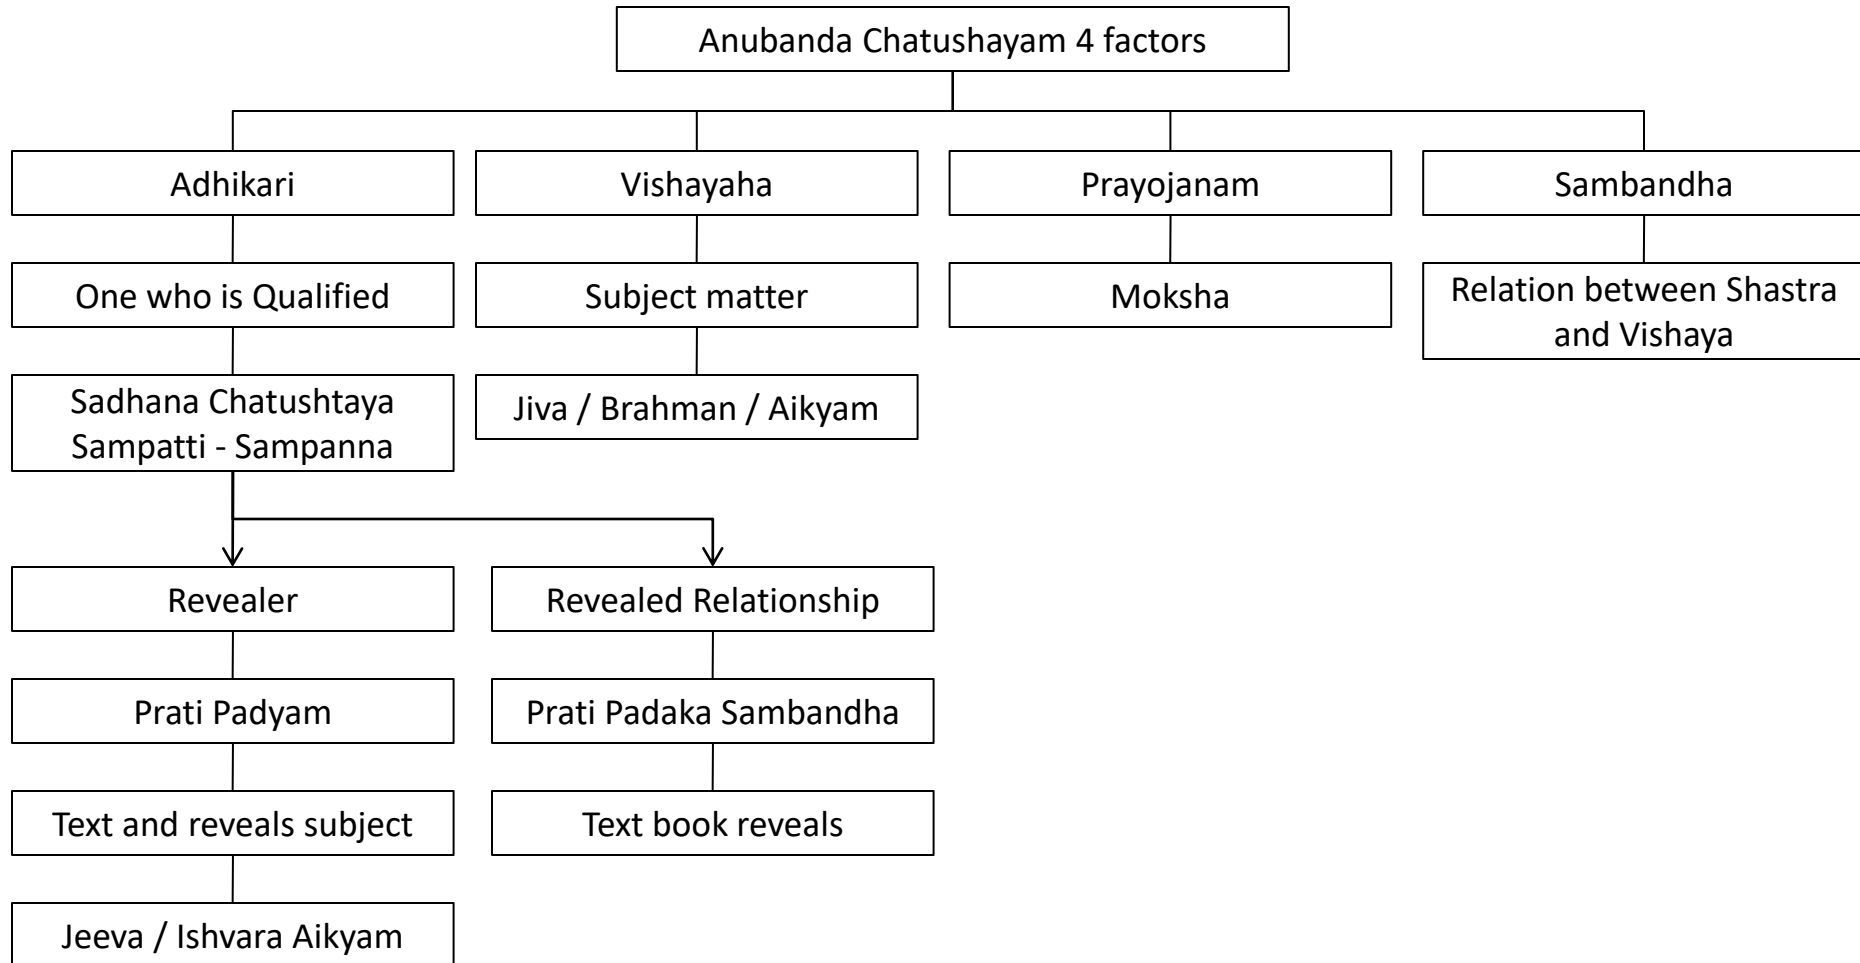 Anubanda Chatushayam 4 factors
Adhikari
Vishayaha
Prayojanam
Sambandha
One who is Qualified
Subject matter
Moksha
Relation between Shastra
and Vishaya
Sadhana Chatushtaya
Sampatti - Sampanna
Jiva / Brahman / Aikyam
Revealer
Revealed Relationship
Prati Padyam
Prati Padaka Sambandha
Text and reveals subject
Text book reveals
Jeeva / Ishvara Aikyam